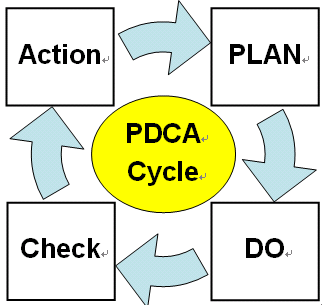 Action
PLAN
PDCA
Cycle
Check
DO